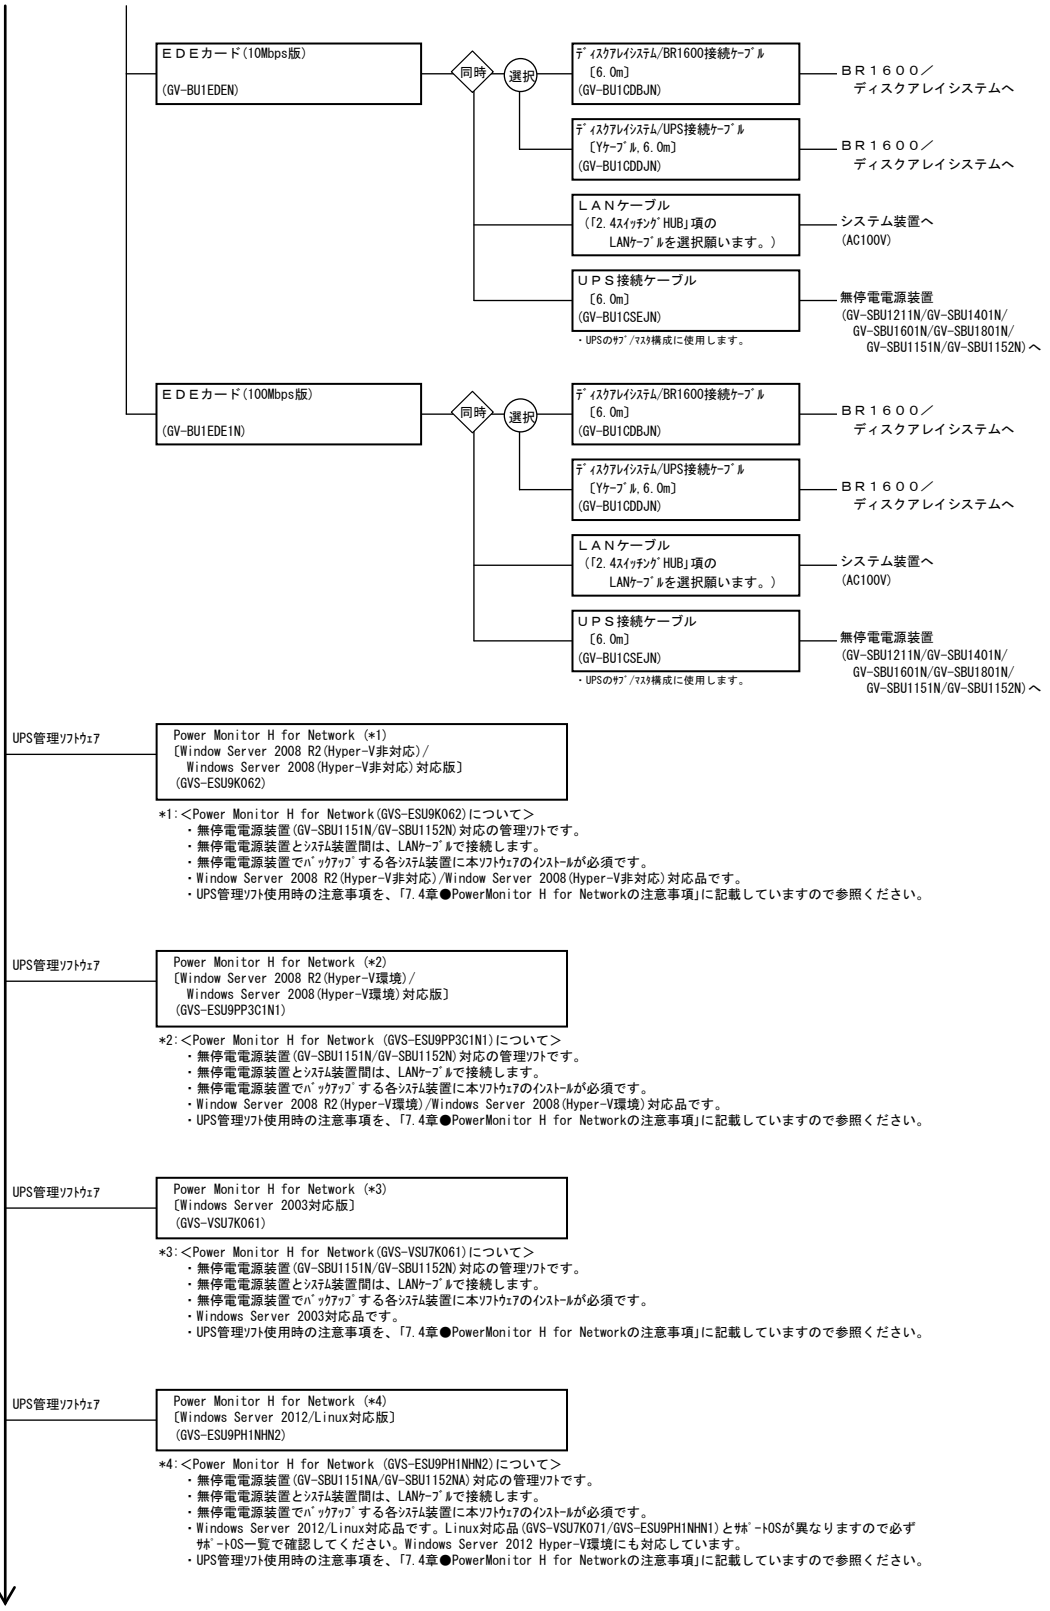 ＥＤＥカード(10Mbps版)
(GV-BU1EDEN)
同時
選択
ﾃﾞｨｽｸｱﾚｲｼｽﾃﾑ/BR1600接続ｹｰﾌﾞﾙ
〔6.0m〕
(GV-BU1CDBJN)
ＢＲ１６００／
ディスクアレイシステムへ
ﾃﾞｨｽｸｱﾚｲｼｽﾃﾑ/UPS接続ｹｰﾌﾞﾙ
〔Yｹｰﾌﾞﾙ,6.0m〕
(GV-BU1CDDJN)
ＢＲ１６００／
ディスクアレイシステムへ
ＬＡＮケーブル
(｢2.4ｽｲｯﾁﾝｸﾞHUB｣項の
LANｹｰﾌﾞﾙを選択願います。)
システム装置へ
(AC100V)
ＵＰＳ接続ケーブル
〔6.0m〕
(GV-BU1CSEJN)
・UPSのｻﾌﾞ/ﾏｽﾀ構成に使用します。
無停電電源装置
(GV-SBU1211N/GV-SBU1401N/
GV-SBU1601N/GV-SBU1801N/
GV-SBU1151N/GV-SBU1152N)へ
ＥＤＥカード(100Mbps版)
(GV-BU1EDE1N)
同時
選択
ﾃﾞｨｽｸｱﾚｲｼｽﾃﾑ/BR1600接続ｹｰﾌﾞﾙ
〔6.0m〕
(GV-BU1CDBJN)
ＢＲ１６００／
ディスクアレイシステムへ
ﾃﾞｨｽｸｱﾚｲｼｽﾃﾑ/UPS接続ｹｰﾌﾞﾙ
〔Yｹｰﾌﾞﾙ,6.0m〕
(GV-BU1CDDJN)
ＢＲ１６００／
ディスクアレイシステムへ
ＬＡＮケーブル
(｢2.4ｽｲｯﾁﾝｸﾞHUB｣項の
LANｹｰﾌﾞﾙを選択願います。)
システム装置へ
(AC100V)
ＵＰＳ接続ケーブル
〔6.0m〕
(GV-BU1CSEJN)
・UPSのｻﾌﾞ/ﾏｽﾀ構成に使用します。
無停電電源装置
(GV-SBU1211N/GV-SBU1401N/
GV-SBU1601N/GV-SBU1801N/
GV-SBU1151N/GV-SBU1152N)へ
UPS管理ｿﾌﾄｳｪｱ
Power Monitor H for Network (*1)
〔Window Server 2008 R2(Hyper-V非対応)/
Windows Server 2008(Hyper-V非対応)対応版〕
(GVS-ESU9K062)
*1:＜Power Monitor H for Network(GVS-ESU9K062)について＞
・無停電電源装置(GV-SBU1151N/GV-SBU1152N)対応の管理ｿﾌﾄです。
・無停電電源装置とｼｽﾃﾑ装置間は、LANｹｰﾌﾞﾙで接続します。
・無停電電源装置でﾊﾞｯｸｱｯﾌﾟする各ｼｽﾃﾑ装置に本ｿﾌﾄｳｪｱのｲﾝｽﾄｰﾙが必須です。
・Window Server 2008 R2(Hyper-V非対応)/Window Server 2008(Hyper-V非対応)対応品です。
・UPS管理ｿﾌﾄ使用時の注意事項を、｢7.4章●PowerMonitor H for Networkの注意事項｣に記載していますので参照ください。
UPS管理ｿﾌﾄｳｪｱ
Power Monitor H for Network (*2)
〔Window Server 2008 R2(Hyper-V環境)/
Windows Server 2008(Hyper-V環境)対応版〕
(GVS-ESU9PP3C1N1)
*2:＜Power Monitor H for Network (GVS-ESU9PP3C1N1)について＞
・無停電電源装置(GV-SBU1151N/GV-SBU1152N)対応の管理ｿﾌﾄです。
・無停電電源装置とｼｽﾃﾑ装置間は、LANｹｰﾌﾞﾙで接続します。
・無停電電源装置でﾊﾞｯｸｱｯﾌﾟする各ｼｽﾃﾑ装置に本ｿﾌﾄｳｪｱのｲﾝｽﾄｰﾙが必須です。
・Window Server 2008 R2(Hyper-V環境)/Windows Server 2008(Hyper-V環境)対応品です。
・UPS管理ｿﾌﾄ使用時の注意事項を、｢7.4章●PowerMonitor H for Networkの注意事項｣に記載していますので参照ください。
UPS管理ｿﾌﾄｳｪｱ
Power Monitor H for Network (*3)
〔Windows Server 2003対応版〕
(GVS-VSU7K061)
*3:＜Power Monitor H for Network(GVS-VSU7K061)について＞
・無停電電源装置(GV-SBU1151N/GV-SBU1152N)対応の管理ｿﾌﾄです。
・無停電電源装置とｼｽﾃﾑ装置間は、LANｹｰﾌﾞﾙで接続します。
・無停電電源装置でﾊﾞｯｸｱｯﾌﾟする各ｼｽﾃﾑ装置に本ｿﾌﾄｳｪｱのｲﾝｽﾄｰﾙが必須です。
・Windows Server 2003対応品です。
・UPS管理ｿﾌﾄ使用時の注意事項を、｢7.4章●PowerMonitor H for Networkの注意事項｣に記載していますので参照ください。
UPS管理ｿﾌﾄｳｪｱ
Power Monitor H for Network (*4)
〔Windows Server 2012/Linux対応版〕
(GVS-ESU9PH1NHN2)
*4:＜Power Monitor H for Network (GVS-ESU9PH1NHN2)について＞
・無停電電源装置(GV-SBU1151NA/GV-SBU1152NA)対応の管理ｿﾌﾄです。
・無停電電源装置とｼｽﾃﾑ装置間は、LANｹｰﾌﾞﾙで接続します。
・無停電電源装置でﾊﾞｯｸｱｯﾌﾟする各ｼｽﾃﾑ装置に本ｿﾌﾄｳｪｱのｲﾝｽﾄｰﾙが必須です。
・Windows Server 2012/Linux対応品です。Linux対応品(GVS-VSU7K071/GVS-ESU9PH1NHN1)とｻﾎﾟｰﾄOSが異なりますので必ず
ｻﾎﾟｰﾄOS一覧で確認してください。Windows Server 2012 Hyper-V環境にも対応しています。
・UPS管理ｿﾌﾄ使用時の注意事項を、｢7.4章●PowerMonitor H for Networkの注意事項｣に記載していますので参照ください。